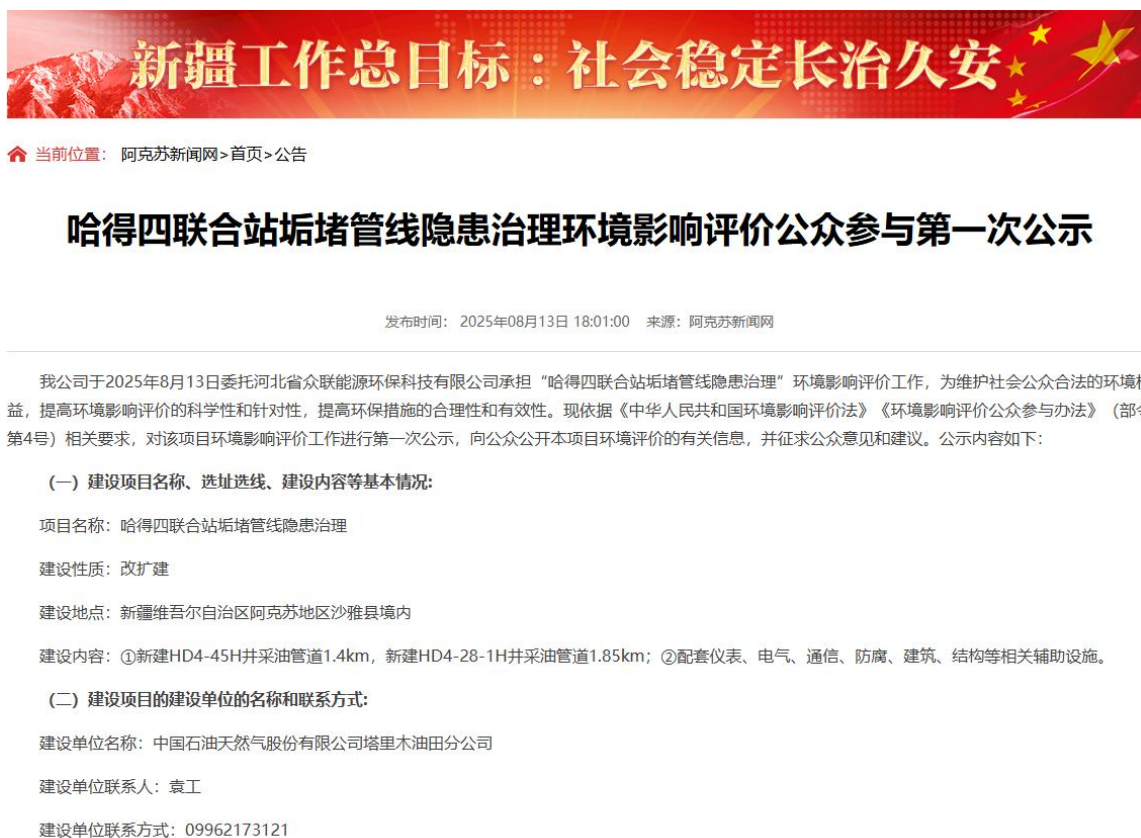 新疆工作总目标：社会稳定长治久安
当前位置： 阿克苏新闻网>首页>公告
哈得四联合站垢堵管线隐患治理环境影响评价公众参与第一次公示
发布时间： 2025年08月13日 18:01:00 来源：阿克苏新闻网
我公司于2025年8月13日委托河北省众联能源环保科技有限公司承担“哈得四联合站垢堵管线隐患治理”环境影响评价工作，为维护社会公众合法的环境权
益，提高环境影响评价的科学性和针对性，提高环保措施的合理性和有效性。现依据《中华人民共和国环境影响评价法》《环境影响评价公众参与办法》（部令
第4号）相关要求，对该项目环境影响评价工作进行第一次公示，向公众公开本项目环境评价的有关信息，并征求公众意见和建议。公示内容如下：
（一）建设项目名称、选址选线、建设内容等基本情况:
项目名称：哈得四联合站垢堵管线隐患治理
建设性质：改扩建
建设地点：新疆维吾尔自治区阿克苏地区沙雅县境内
建设内容：①新建HD4-45H井采油管道1.4km，新建HD4-28-1H井采油管道1.85km；②配套仪表、电气、通信、防腐、建筑、结构等相关辅助设施。
（二）建设项目的建设单位的名称和联系方式:
建设单位名称：中国石油天然气股份有限公司塔里木油田分公司
建设单位联系人：袁工
建设单位联系方式：09962173121